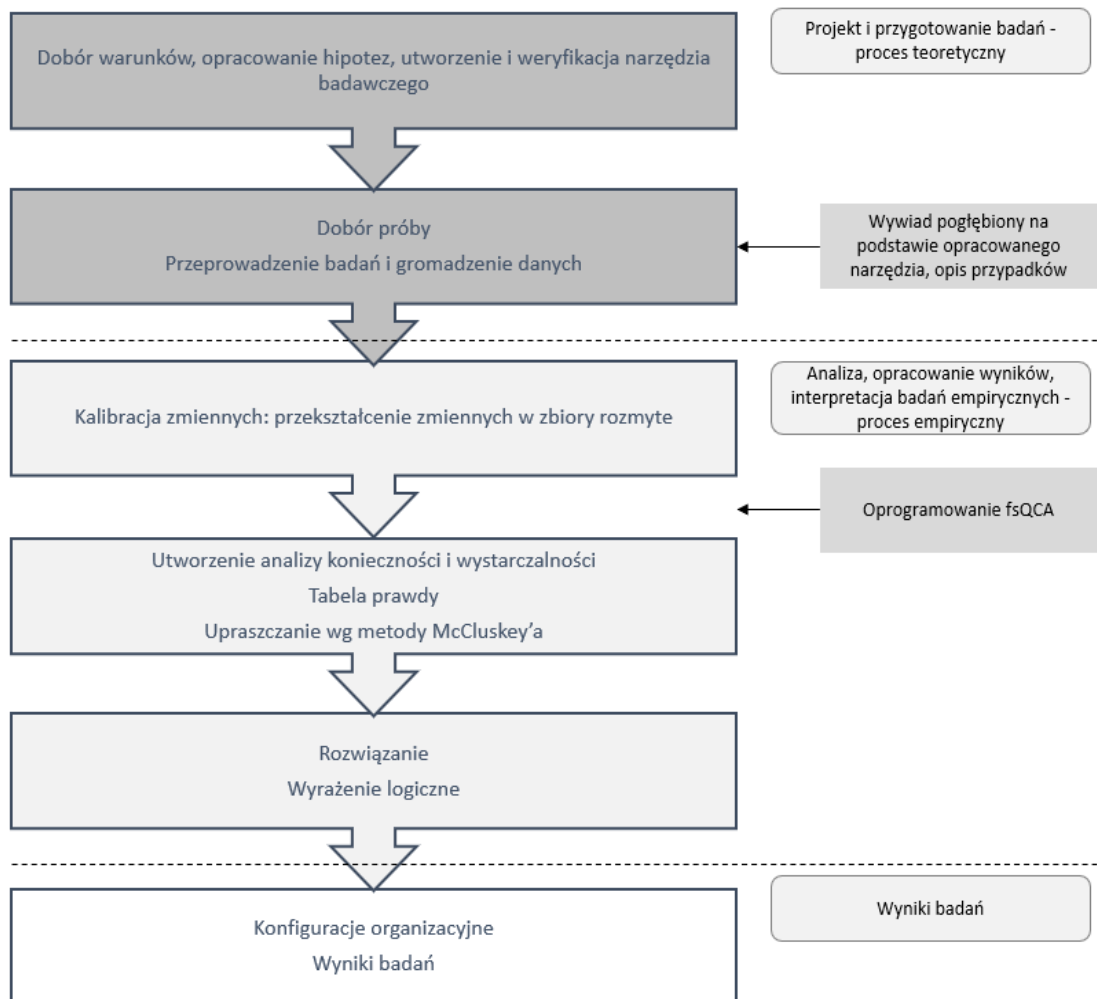 Dobór warunków, opracowanie hipotez, utworzenie i weryfikacja narzędzia
badawczego
Projekt i przygotowanie badań -
proces teoretyczny
Dobór próby
Przeprowadzenie badań i gromadzenie danych
Wywiad pogłębiony na
podstawie opracowanego
narzędzia, opis przypadków
Kalibracja zmiennych: przekształcenie zmiennych w zbiory rozmyte
Analiza, opracowanie wyników,
interpretacja badań empirycznych -
proces empiryczny
Oprogramowanie fsQCA
Utworzenie analizy konieczności i wystarczalności
Tabela prawdy
Upraszczanie wg metody McCluskey’a
Rozwiązanie
Wyrażenie logiczne
Konfiguracje organizacyjne
Wyniki badań
Wyniki badań